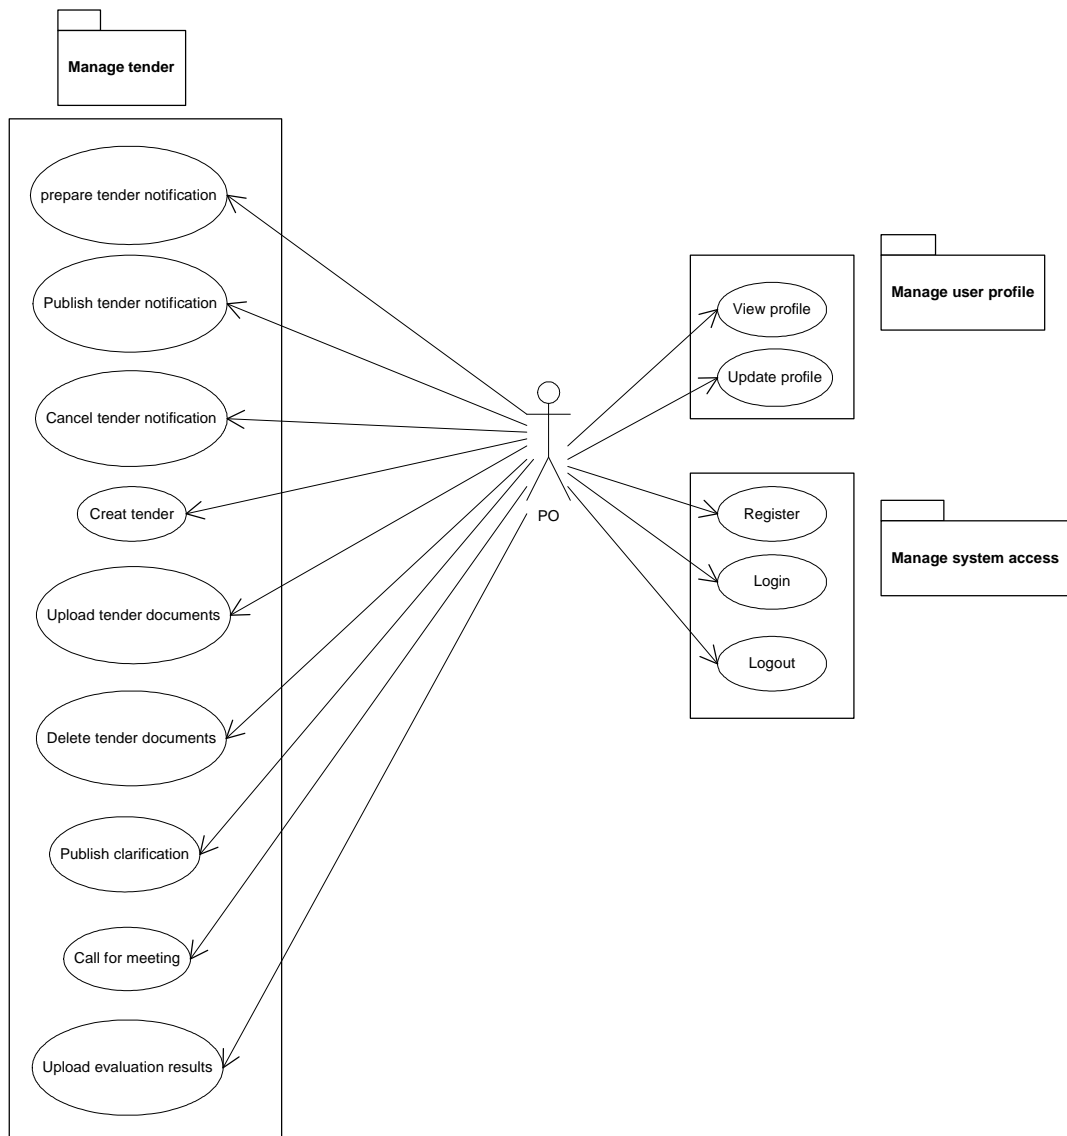 Manage tender
prepare tender notification
Publish tender notification
Cancel tender notification
Creat tender
Upload tender documents
Delete tender documents
Publish clarification
Call for meeting
Upload evaluation results
PO
View profile
Update profile
Manage user profile
Register
Login
Logout
Manage system access